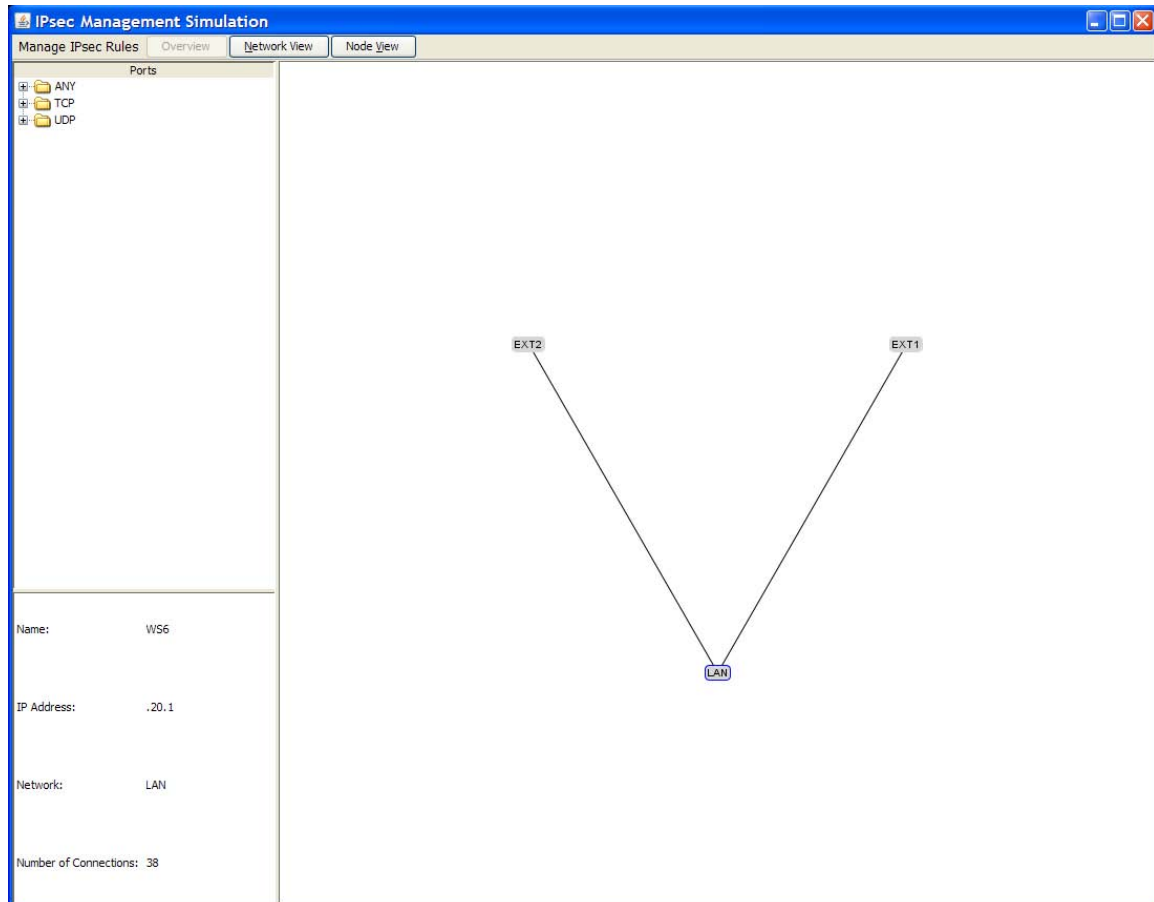 IPsec Management Simulation
Manage IPsec Rules Overview Network View Node View
Ports
ANY
TCP
UDP
EXT2 EXT1
LAN
Name: WS6
IP Address: .20.1
Network: LAN
Number of Connections: 38